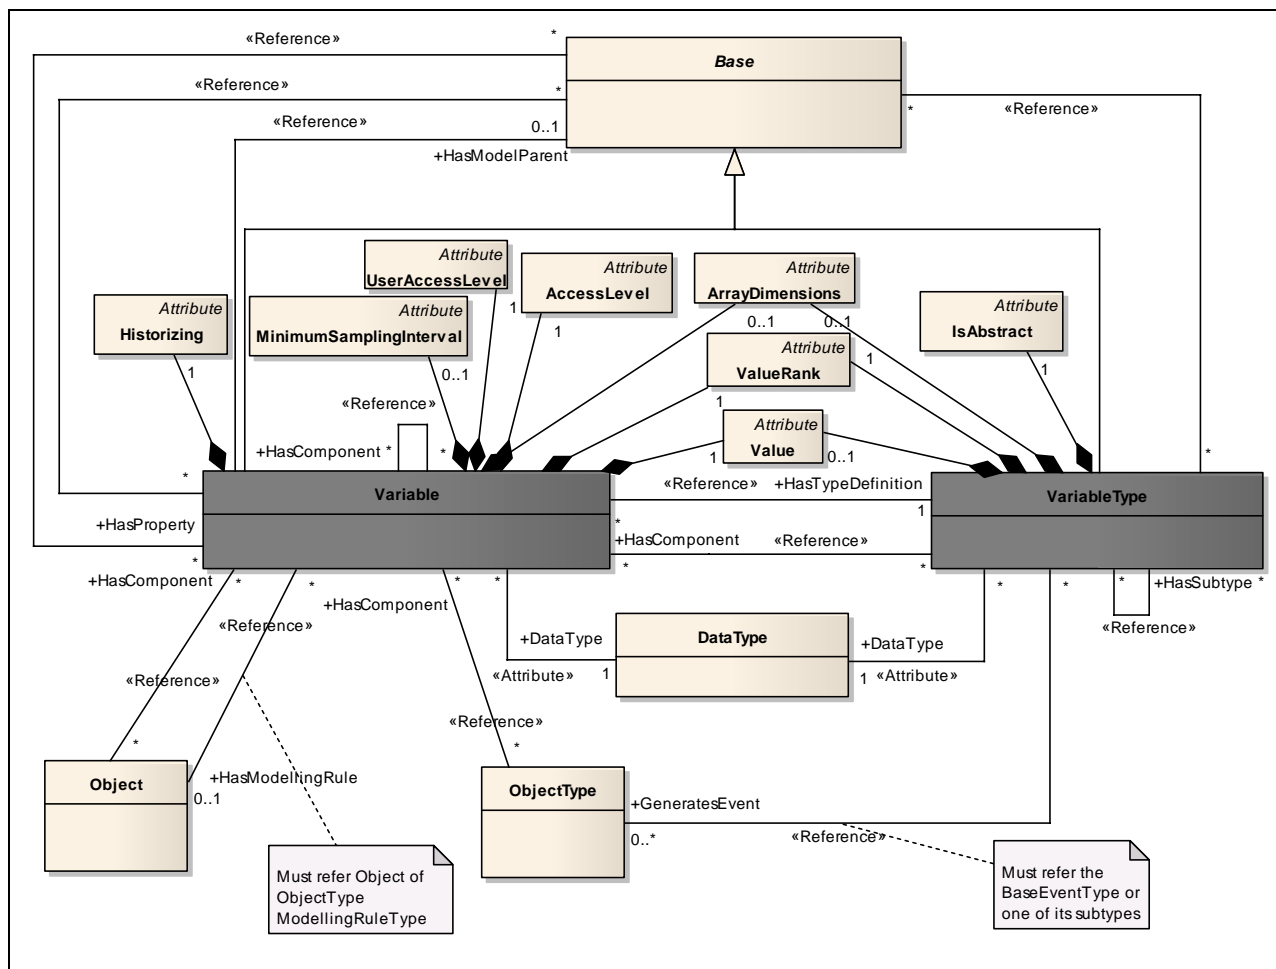 «Reference»
*
Base
«Reference»
*
*
«Reference»
«Reference»
0..1
+HasModelParent
Attribute
UserAccessLevel
Attribute
AccessLevel
Attribute
ArrayDimensions
Attribute
Historizing
Attribute
MinimumSamplingInterval
Attribute
IsAbstract
1
1
0..1
0..1
Attribute
ValueRank
1
0..1
1
1
1
«Reference»
Attribute
Value
+HasComponent
*
*
1
0..1
*
*
Variable
«Reference»
+HasTypeDefinition
VariableType
*
1
+HasProperty
+HasComponent
«Reference»
*
*
*
+HasComponent
*
*
+HasComponent
*
*
*
*
*
+HasSubtype
*
«Reference»
«Reference»
+DataType
DataType
+DataType
«Reference»
«Attribute»
1
1
«Attribute»
«Reference»
*
*
Object
+HasModellingRule
0..1
ObjectType
+GeneratesEvent
0..*
«Reference»
Must refer Object of
ObjectType
ModellingRuleType
Must refer the
BaseEventType or
one of its subtypes